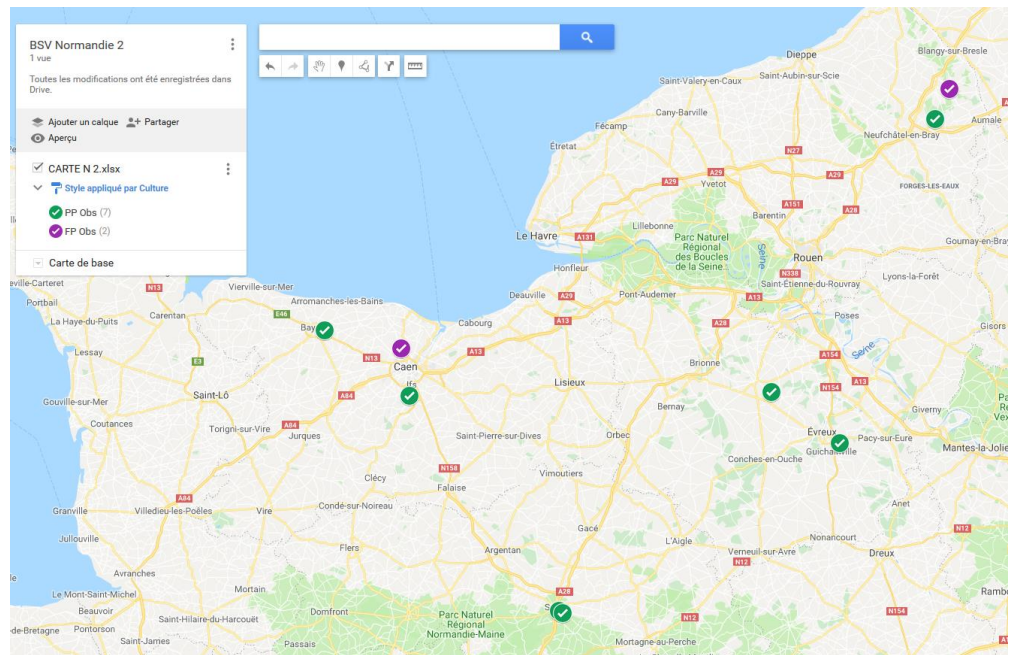 BSV Normandie 2
1 vue
Toutes les modifications ont été enregistrées dans
Drive.
Ajouter un calque Partager
Aperçu
CARTE N 2.xlsx
Style appliqué par Culture
PP Obs (7)
FP Obs (2)
Carte de base
Dieppe
Blangy-sur-Bresle
Saint-Valery-en-Caux
Saint-Aubin-sur-Scie
Cany-Barville
Aumale
Fécamp
Neufchâtel-en-Bray
Étretat
N27
A29
A29
A29
Yvetot
FORGES-LES-EAUX
A151
A28
Barentin
Lillebonne
Le Havre
A131
Parc Naturel
Régional
des Boucles
de la Seine
Seine
Gournay-en-Bray
Rouen
Honfleur
N338
Lyons-la-Forêt
Saint-Étienne-du-Rouvray
ville-Carteret
N13
Vierville-sur-Mer
Deauville
A29
Pont-Audemer
A13
Portbail
Arromanches-les-Bains
Carentan
E46
La Haye-du-Puits
Cabourg
A13
A28
Poses
Gisors
Bay
Lessay
N13
A13
A154
Seine
E3
Caen
Brionne
Ifs
Lisieux
N154
A13
Saint-Lô
A84
Gouville-sur-Mer
Bernay
Giverny
Coutances
Torigni-sur-Vire
A84
Jurques
Saint-Pierre-sur-Dives
Orbec
Évreux
Pacy-sur-Eure
Mantes-la-Jolie
Conches-en-Ouche
Guichainville
N158
Clécy
Vimoutiers
Falaise
A84
Granville
Villedieu-les-Poêles
Vire
Condé-sur-Noireau
Anet
Gacé
N12
Jullouville
L'Aigle
Nonancourt
Flers
Argentan
Verneuil-sur-Avre
Dreux
N12
Avranches
Mortain
A28
Le Mont-Saint-Michel
Rambo
Beauvoir
Domfront
Parc Naturel
Régional
Normandie-Maine
N12
N154
Saint-Hilaire-du-Harcouët
de-Bretagne
Pontorson
Saint-James
Passais
Mortagne-au-Perche